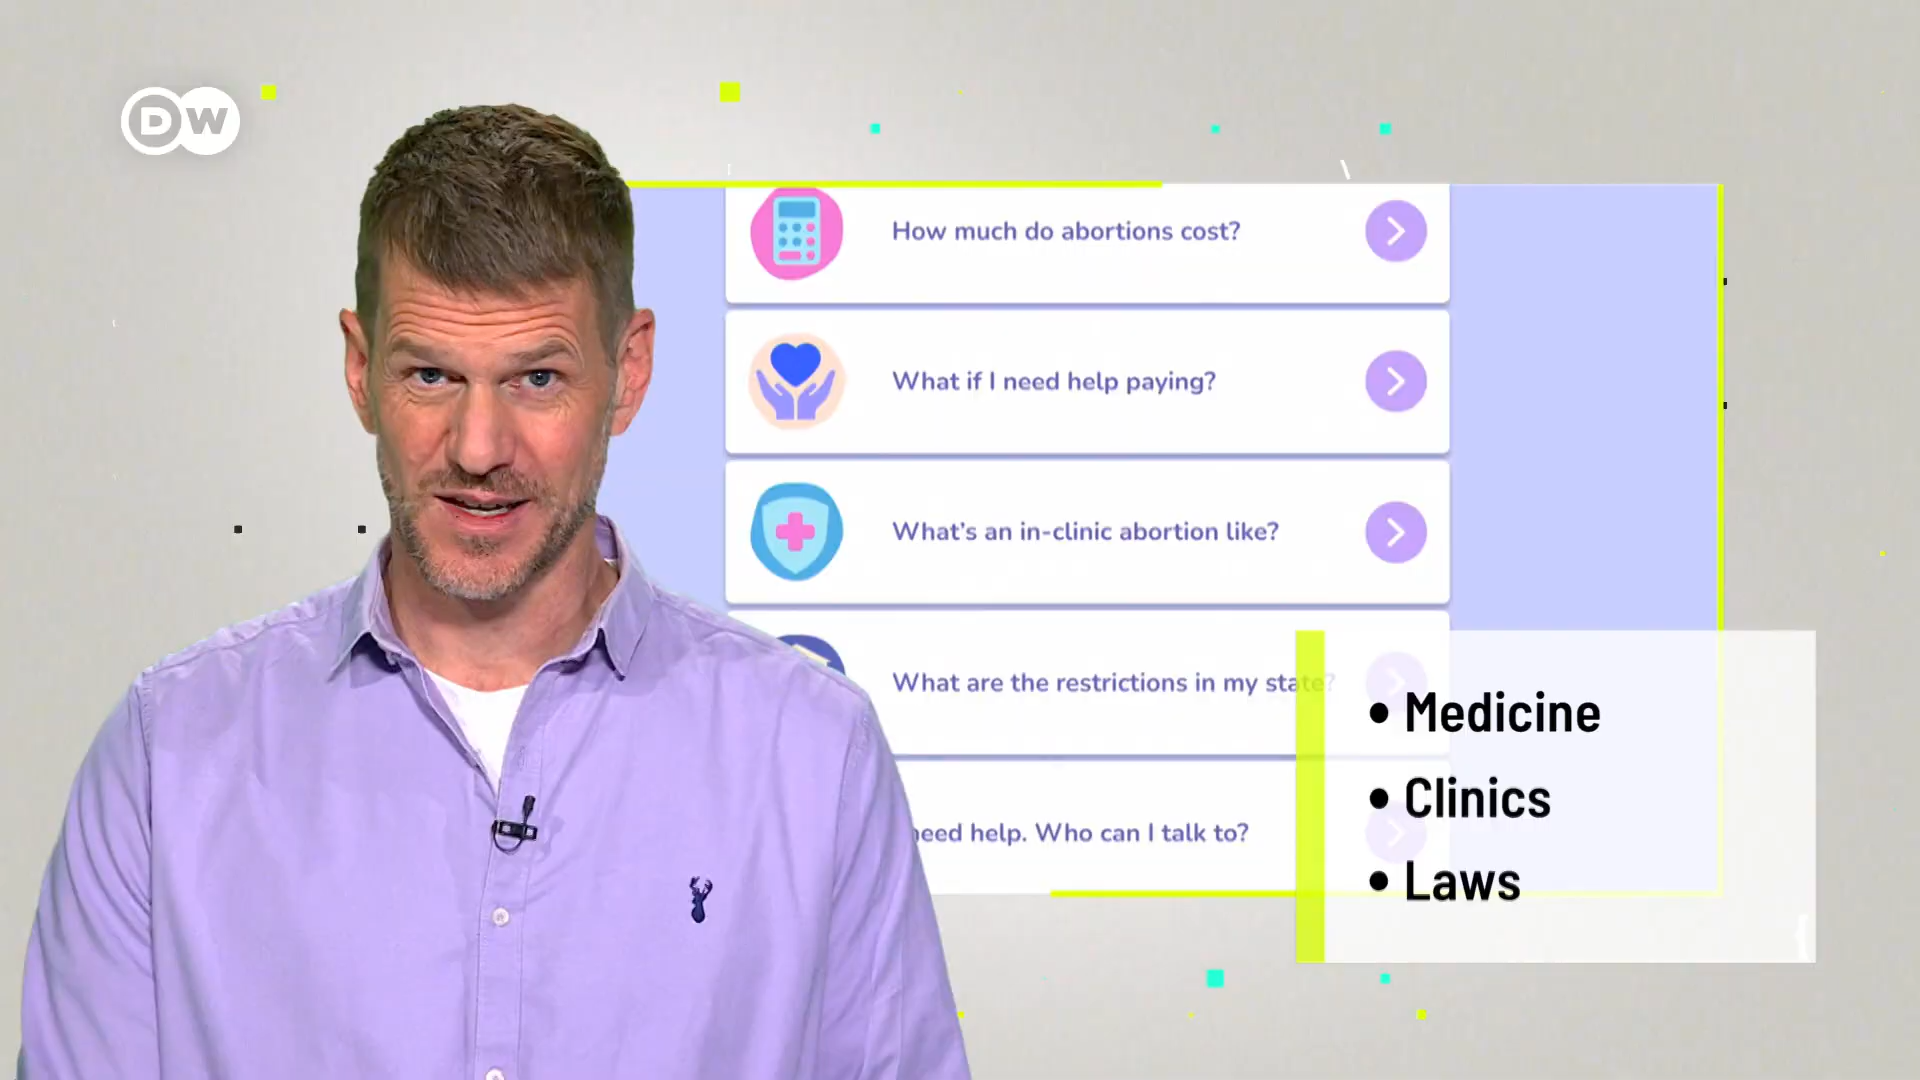 DW
How much do abortions cost?
What if I need help paying?
What's an in-clinic abortion like?
What are the restrictions in my state?
need help. Who can I talk to?
• Medicine
• Clinics
• Laws